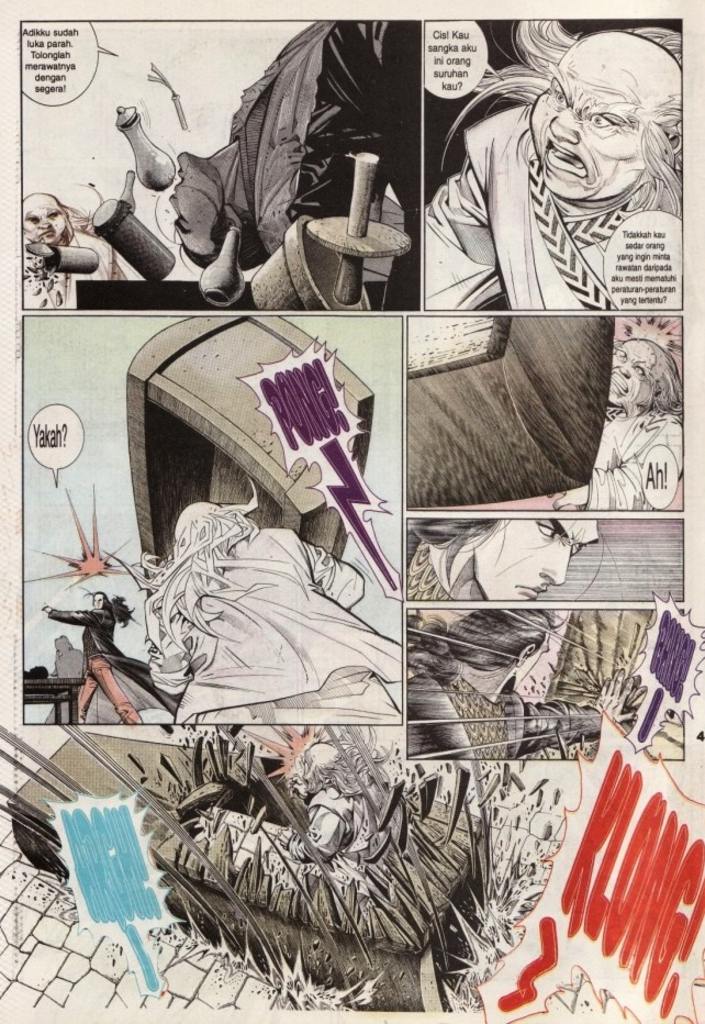 Adikku sudah
luka parah.
Tolonglah
merawatnya
dengan
segera!
Cis! Kau
sangka aku
ini orang
suruhan
kau?
Tidakkah kau
sedar orang
yang ingin minta
rawatan daripada
aku mesti mematuhi
peraturan-peraturan
yang tertentu?
Yakah?
PONG!
Ah!
KLONG!
4